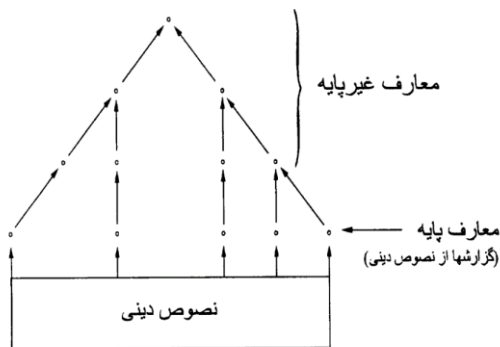 معارف غیرپایه
معارف پایه
(گزارشها از نصوص دینی)
نصوص دینی